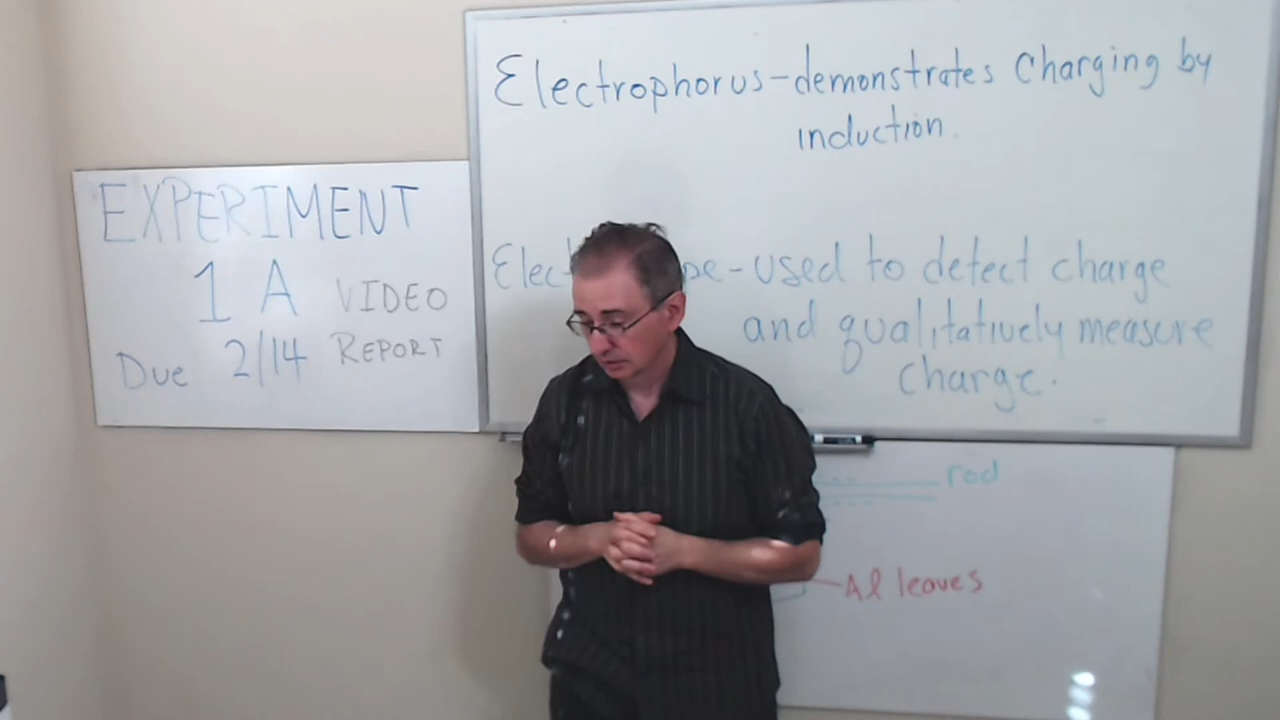 Electrophorus-demonstrates Charging by
induction.
EXPERIMENT
1 A VIDEO
Due 2/14 REPORT
-used to detect charge
and qualitatively measure
charge.
rod
Al leaves